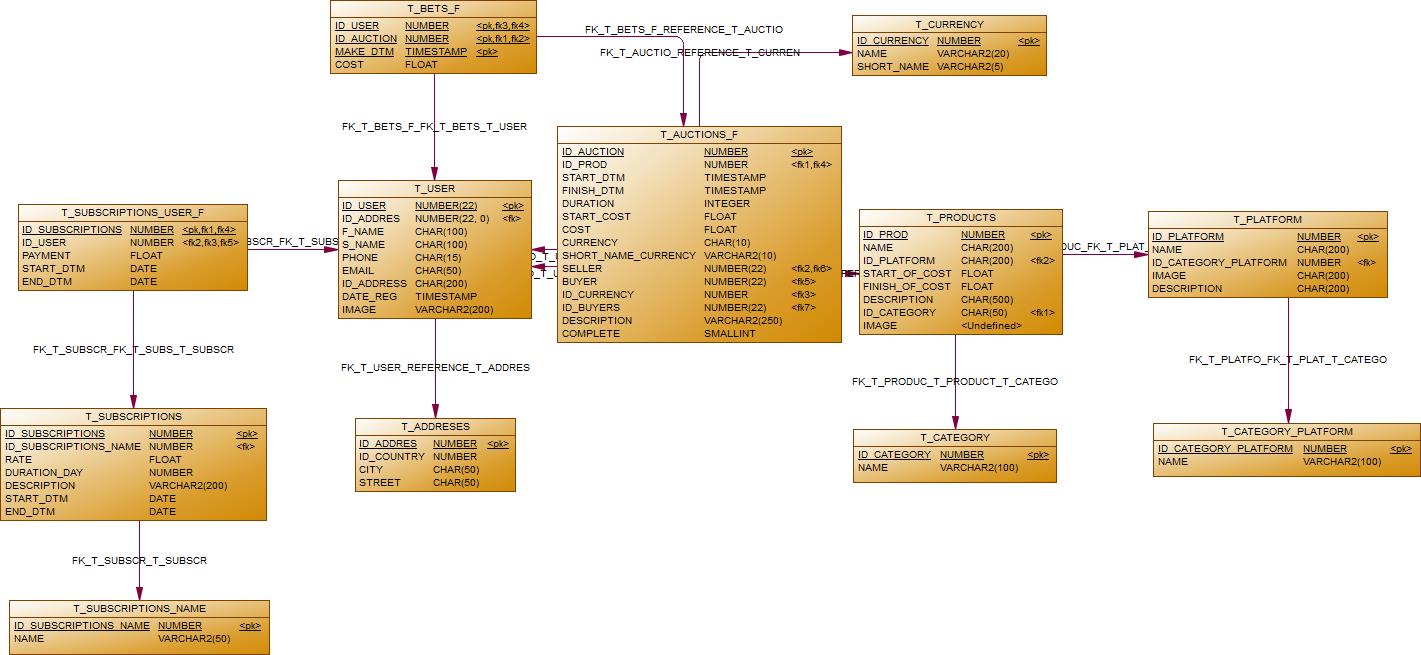 T_BETS_F
ID_USER NUMBER <pk,fk3,fk4>
ID_AUCTION NUMBER <pk,fk1,fk2>
MAKE_DTM TIMESTAMP <pk>
COST FLOAT
FK_T_BETS_F_REFERENCE_T_AUCTIO
FK_T_AUCTIO_REFERENCE_T_CURREN
T_CURRENCY
ID_CURRENCY NUMBER <pk>
NAME VARCHAR2(20)
SHORT_NAME VARCHAR2(5)
FK_T_BETS_F_FK_T_BETS_T_USER
T_AUCTIONS_F
ID_AUCTION NUMBER <pk>
ID_PROD NUMBER <fk1,fk4>
START_DTM TIMESTAMP
FINISH_DTM TIMESTAMP
DURATION INTEGER
START_COST FLOAT
COST FLOAT
CURRENCY CHAR(10)
SHORT_NAME_CURRENCY VARCHAR2(10)
SELLER NUMBER(22) <fk2,fk6>
BUYER NUMBER(22) <fk5>
ID_CURRENCY NUMBER <fk3>
ID_BUYERS NUMBER(22) <fk7>
DESCRIPTION VARCHAR2(250)
COMPLETE SMALLINT
T_USER
ID_USER NUMBER(22) <pk>
ID_ADDRES NUMBER(22, 0) <fk>
F_NAME CHAR(100)
S_NAME CHAR(100)
PHONE CHAR(15)
EMAIL CHAR(50)
ID_ADDRESS CHAR(200)
DATE_REG TIMESTAMP
IMAGE VARCHAR2(200)
T_SUBSCRIPTIONS_USER_F
ID_SUBSCRIPTIONS NUMBER <pk,fk1,fk4>
ID_USER NUMBER <fk2,fk3,fk5>
PAYMENT FLOAT
START_DTM DATE
END_DTM DATE
BSCR_FK_T_SUBS
T_PRODUCTS
ID_PROD NUMBER <pk>
NAME CHAR(200)
ID_PLATFORM CHAR(200) <fk2>
START_OF_COST FLOAT
FINISH_OF_COST FLOAT
DESCRIPTION CHAR(500)
ID_CATEGORY CHAR(50) <fk1>
IMAGE <Undefined>
DUC_FK_T_PLAT_
T_PLATFORM
ID_PLATFORM NUMBER <pk>
NAME CHAR(200)
ID_CATEGORY_PLATFORM NUMBER <fk>
IMAGE CHAR(200)
DESCRIPTION CHAR(200)
FK_T_SUBSCR_FK_T_SUBS_T_SUBSCR
FK_T_USER_REFERENCE_T_ADDRES
FK_T_PRODUC_T_PRODUCT_T_CATEGO
FK_T_PLATFO_FK_T_PLAT_T_CATEGO
T_SUBSCRIPTIONS
ID_SUBSCRIPTIONS NUMBER <pk>
ID_SUBSCRIPTIONS_NAME NUMBER <fk>
RATE FLOAT
DURATION_DAY NUMBER
DESCRIPTION VARCHAR2(200)
START_DTM DATE
END_DTM DATE
T_ADDRESES
ID_ADDRES NUMBER <pk>
ID_COUNTRY NUMBER
CITY CHAR(50)
STREET CHAR(50)
T_CATEGORY
ID_CATEGORY NUMBER <pk>
NAME VARCHAR2(100)
T_CATEGORY_PLATFORM
ID_CATEGORY_PLATFORM NUMBER <pk>
NAME VARCHAR2(100)
FK_T_SUBSCR_T_SUBSCR
T_SUBSCRIPTIONS_NAME
ID_SUBSCRIPTIONS_NAME NUMBER <pk>
NAME VARCHAR2(50)